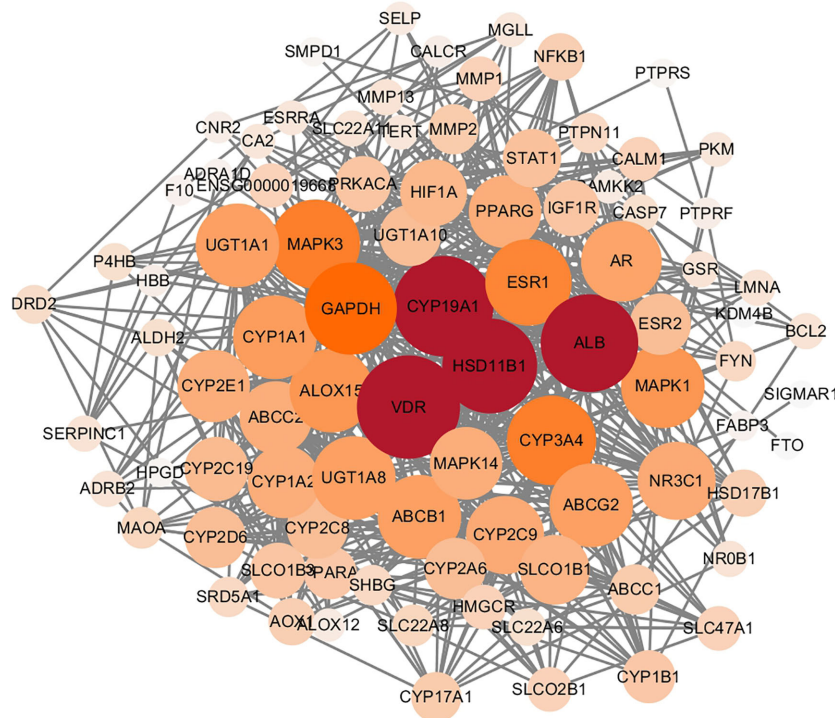 SELP
MGLL
SMPD1
CALCR
NFKB1
MMP1
PTPRS
MMP13
ESRRA
SLC22A11
TERT
MMP2
CNR2
CA2
PTPN11
STAT1
CALM1
PKM
ADRA1D
F10
ENSG0000019668
PRKACA
HIF1A
AMKK2
PPARG
IGF1R
CASP7
PTPRF
UGT1A1
MAPK3
UGT1A10
P4HB
HBB
AR
GSR
LMNA
DRD2
GAPDH
CYP19A1
ESR1
KDM4B
ESR2
BCL2
ALDH2
CYP1A1
ALB
FYN
HSD11B1
CYP2E1
ALOX15
MAPK1
SIGMAR1
VDR
ABCC2
FABP3
SERPINC1
CYP3A4
FTO
HPGD
CYP2C19
MAPK14
ADRB2
CYP1A2
UGT1A8
NR3C1
HSD17B1
ABCG2
MAOA
CYP2D6
CYP2C8
ABCB1
CYP2C9
NR0B1
SLCO1B3
PARA
SHBG
CYP2A6
SLCO1B1
ABCC1
SRD5A1
AOX1
ALOX12
SLC22A8
HMGCR
SLC22A6
SLC47A1
CYP17A1
SLCO2B1
CYP1B1